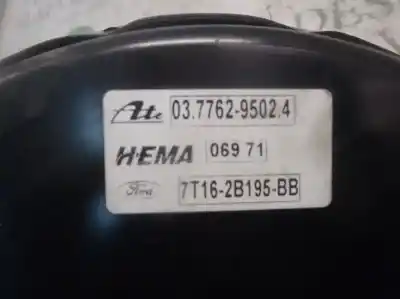 Ate 03.7762-9502.4
HEMA 069 71
Ford 7T16-2B195-BB